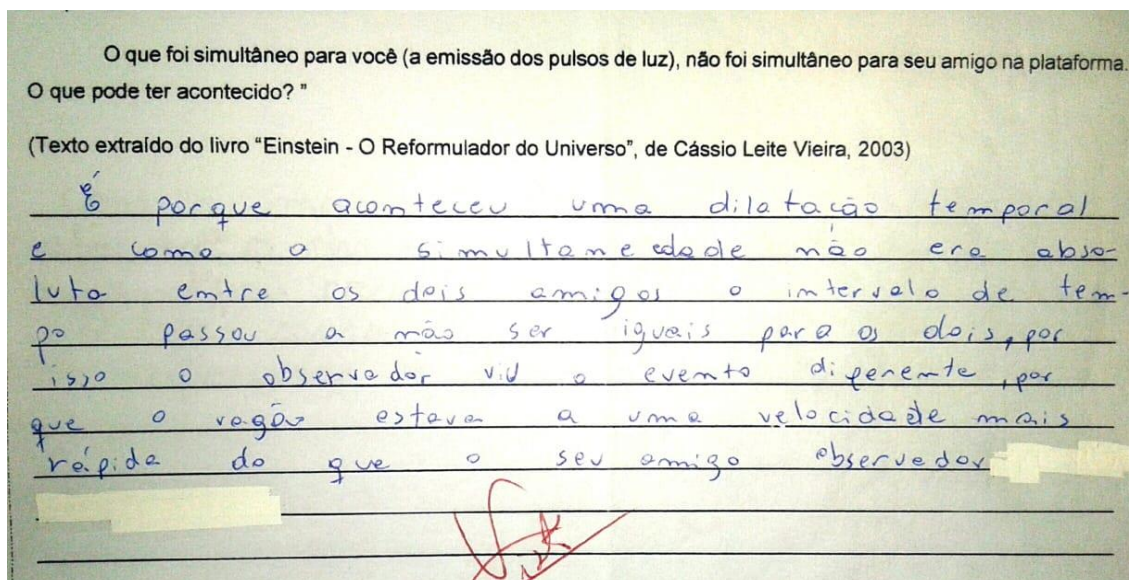 O que foi simultâneo para você (a emissão dos pulsos de luz), não foi simultâneo para seu amigo na plataforma.
O que pode ter acontecido? ”
(Texto extraído do livro “Einstein - O Reformulador do Universo”, de Cássio Leite Vieira, 2003)
É porque aconteceu uma dilatação temporal
e como a simultaneedade não era abso-
luta entre os dois amigos o intervalo de tem-
po passou a não ser iguais para os dois, por
isso o observador viu o evento diferente, por
que o vagão estava a uma velocidade mais
rápida do que o seu amigo observador